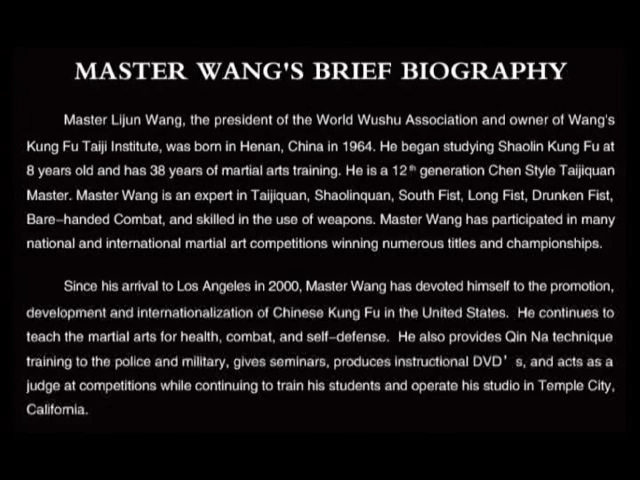 MASTER WANG'S BRIEF BIOGRAPHY
Master Lijun Wang, the president of the World Wushu Association and owner of Wang's
Kung Fu Taiji Institute, was born in Henan, China in 1964. He began studying Shaolin Kung Fu at
8 years old and has 38 years of martial arts training. He is a 12th generation Chen Style Taijiquan
Master. Master Wang is an expert in Taijiquan, Shaolinquan, South Fist, Long Fist, Drunken Fist,
Bare-handed Combat, and skilled in the use of weapons. Master Wang has participated in many
national and international martial art competitions winning numerous titles and championships.
Since his arrival to Los Angeles in 2000, Master Wang has devoted himself to the promotion,
development and internationalization of Chinese Kung Fu in the United States. He continues to
teach the martial arts for health, combat, and self-defense. He also provides Qin Na technique
training to the police and military, gives seminars, produces instructional DVD's, and acts as a
judge at competitions while continuing to train his students and operate his studio in Temple City,
California.